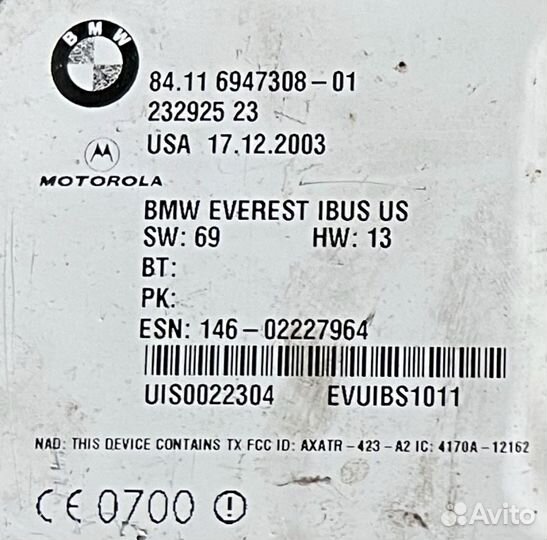 BMW
84.11 6947308-01
232925 23
USA 17.12.2003
MOTOROLA
BMW EVEREST IBUS US
SW: 69 HW: 13
BT:
PK:
ESN: 146-02227964
UIS0022304 EVUIBS1011
NAD: THIS DEVICE CONTAINS TX FCC ID: AXATR-423-A2 IC: 4170A-12162
CE 0700
Avito